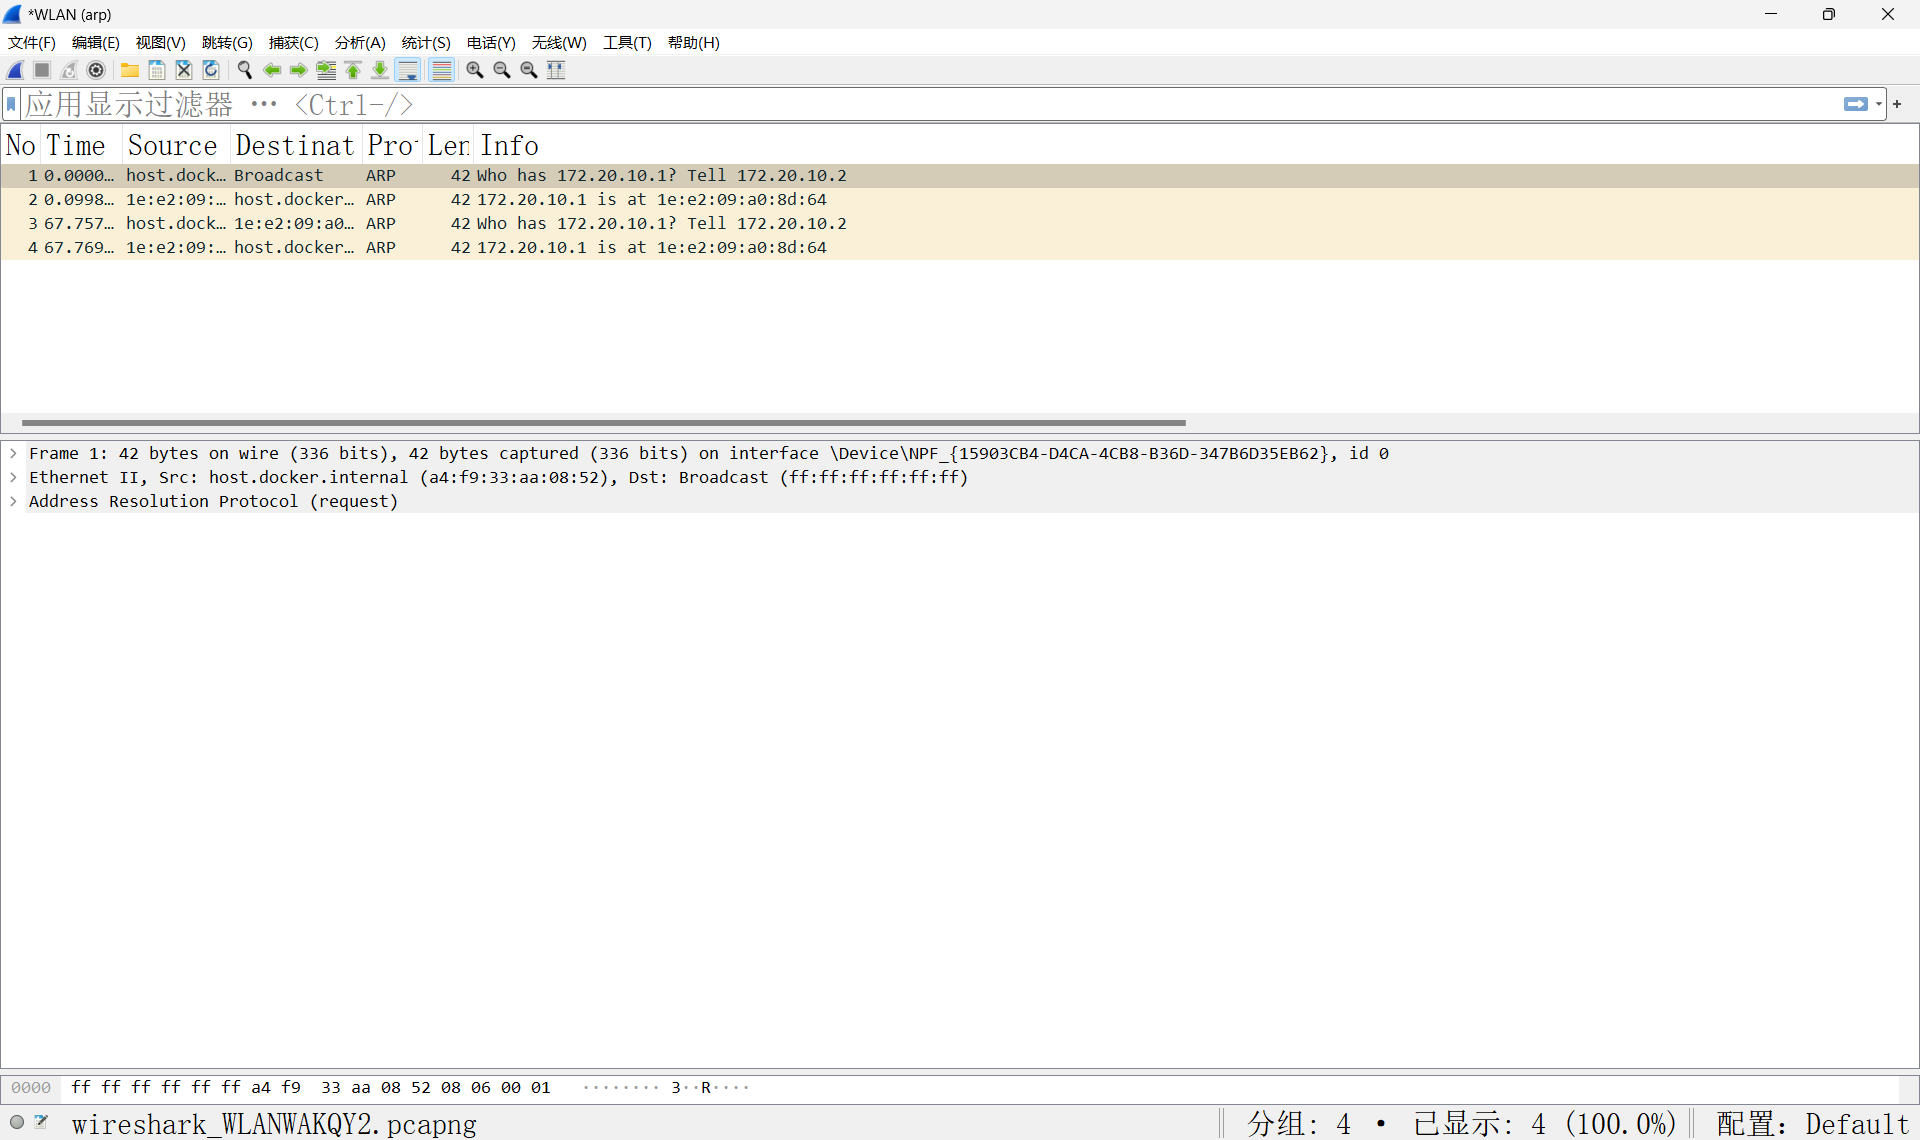 *WLAN (arp)
文件(F) 编辑(E) 视图(V) 跳转(G) 捕获(C) 分析(A) 统计(S) 电话(Y) 无线(W) 工具(T) 帮助(H)
应用显示过滤器 … <Ctrl-/>
No Time Source Destinat Pro Len Info
1 0.0000… host.dock… Broadcast ARP 42 Who has 172.20.10.1? Tell 172.20.10.2
2 0.0998… 1e:e2:09:… host.docker… ARP 42 172.20.10.1 is at 1e:e2:09:a0:8d:64
3 67.757… host.dock… 1e:e2:09:a0… ARP 42 Who has 172.20.10.1? Tell 172.20.10.2
4 67.769… 1e:e2:09:… host.docker… ARP 42 172.20.10.1 is at 1e:e2:09:a0:8d:64
Frame 1: 42 bytes on wire (336 bits), 42 bytes captured (336 bits) on interface \Device\NPF_{15903CB4-D4CA-4CB8-B36D-347B6D35EB62}, id 0
Ethernet II, Src: host.docker.internal (a4:f9:33:aa:08:52), Dst: Broadcast (ff:ff:ff:ff:ff:ff)
Address Resolution Protocol (request)
0000 ff ff ff ff ff ff a4 f9 33 aa 08 52 08 06 00 01 ········ 3··R····
wireshark_WLANWAKQY2.pcapng 分组: 4 · 已显示: 4 (100.0%) 配置: Default